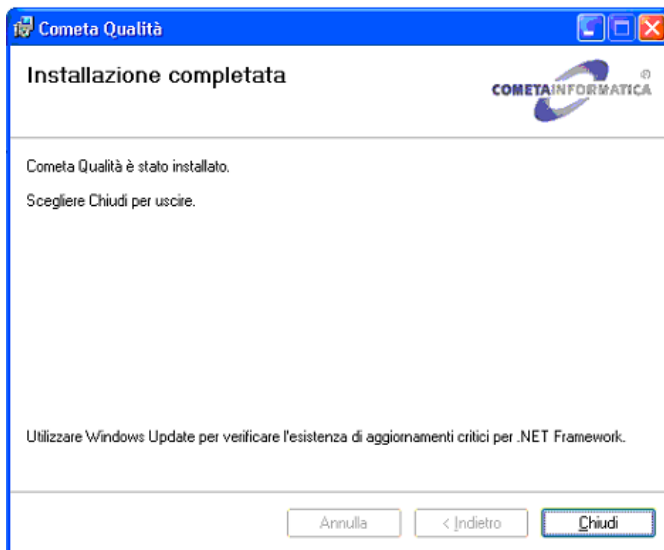 Cometa Qualità
Installazione completata
COMETAINFORMATICA
Cometa Qualità è stato installato.
Scegliere Chiudi per uscire.
Utilizzare Windows Update per verificare l'esistenza di aggiornamenti critici per .NET Framework.
Annulla
< Indietro
Chiudi